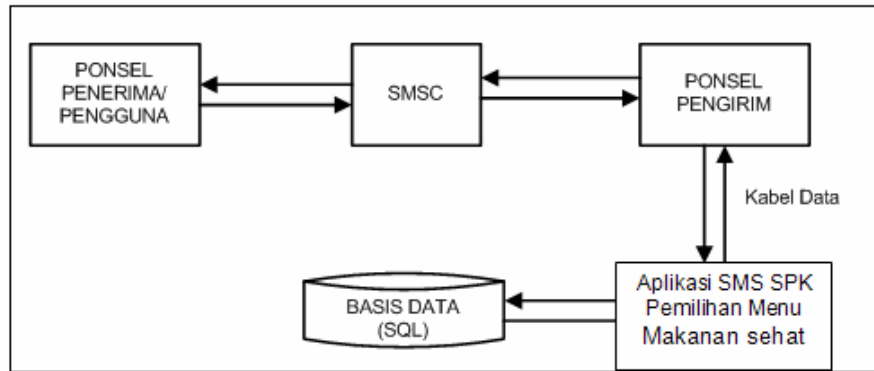 PONSEL
PENERIMA/
PENGGUNA
SMSC
PONSEL
PENGIRIM
Kabel Data
Aplikasi SMS SPK
Pemilihan Menu
Makanan sehat
BASIS DATA
(SQL)